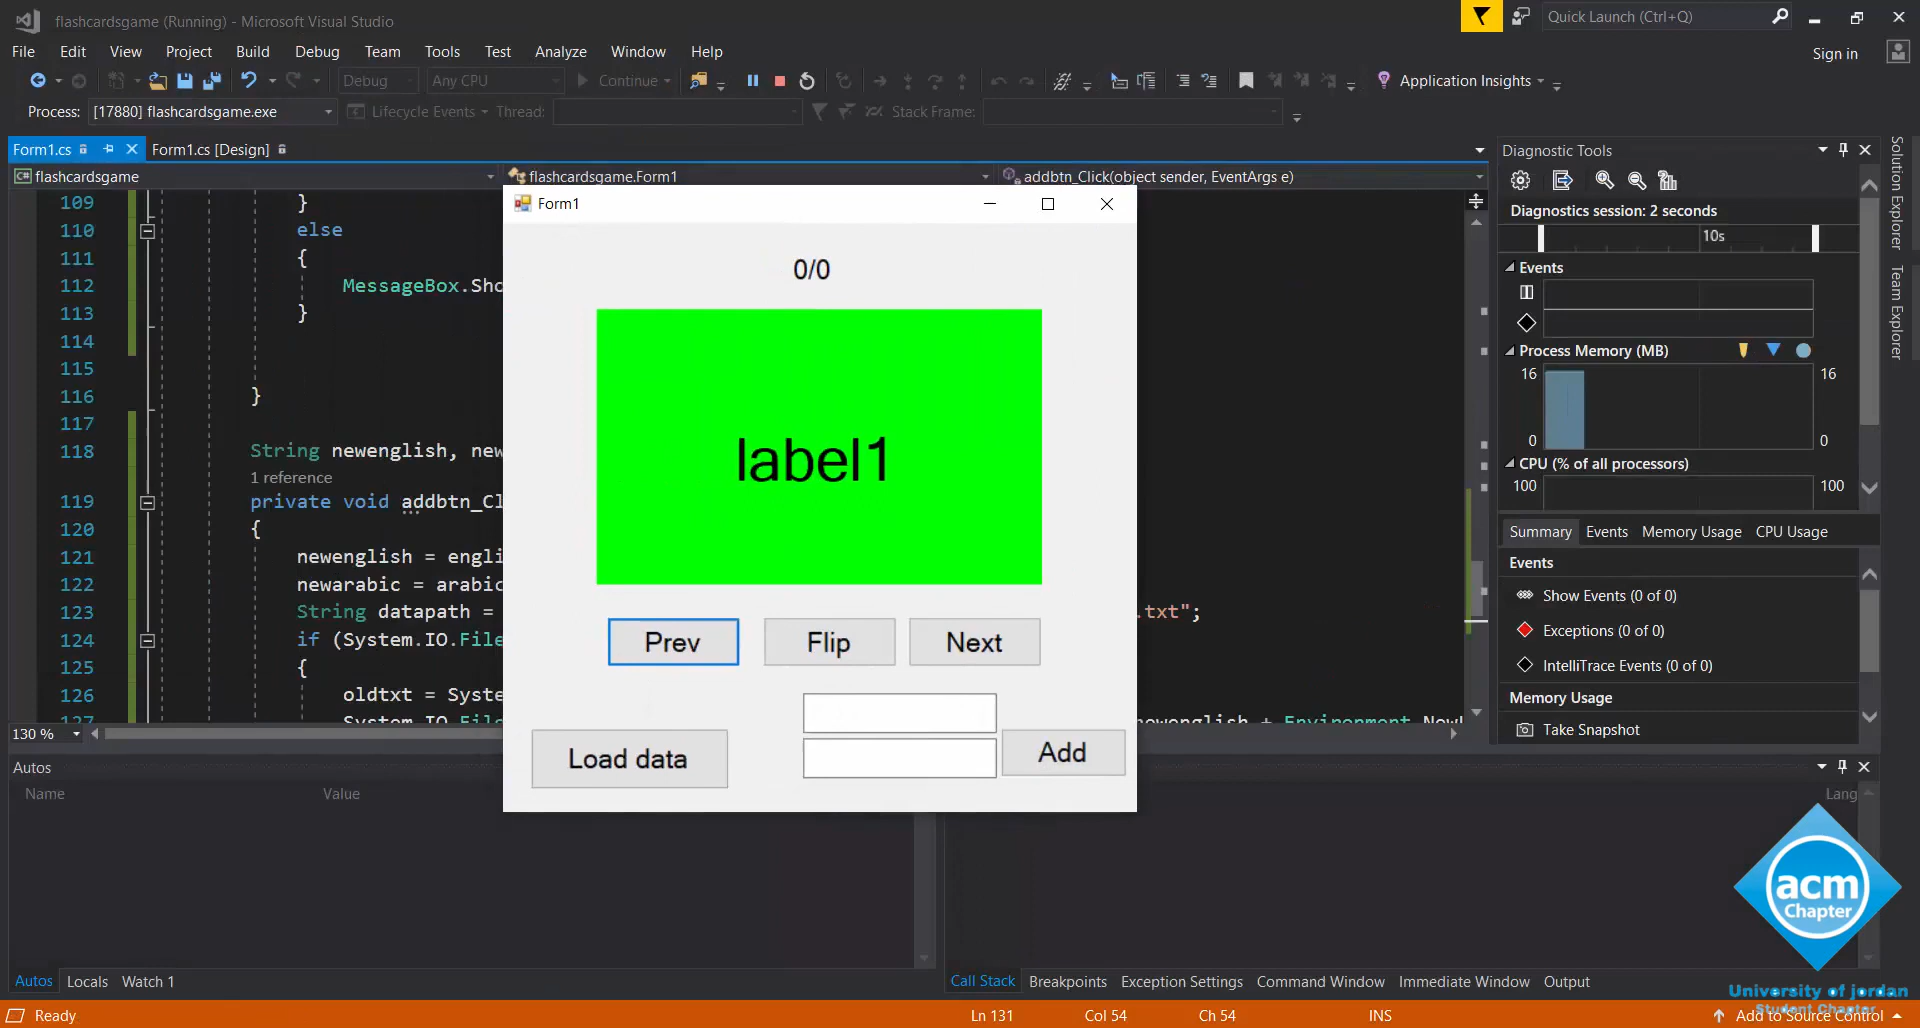 flashcardsgame (Running) - Microsoft Visual Studio
Quick Launch (Ctrl+Q)
File Edit View Project Build Debug Team Tools Test Analyze Window Help
Sign in
Debug Any CPU Continue Application Insights
Process: [17880] flashcardsgame.exe Lifecycle Events Thread: Stack Frame:
Form1.cs Form1.cs [Design]
flashcardsgame flashcardsgame.Form1 addbtn_Click(object sender, EventArgs e)
109 }
110 else
111 {
112 MessageBox.Sho
113 }
114
115
116 }
117
118 String newenglish, new
1 reference
119 private void addbtn_Cl
120 {
121 newenglish = engli
122 newarabic = arabic
123 String datapath = .txt";
124 if (System.IO.File
125 {
126 oldtxt = Syste
127 System.IO.File newenglish + Environment.New
130 %
Form1
0/0
label1
Prev Flip Next
Load data
Add
Diagnostic Tools
Diagnostics session: 2 seconds
10s
Events
Process Memory (MB)
16 16
0 0
CPU (% of all processors)
100 100
Summary Events Memory Usage CPU Usage
Events
Show Events (0 of 0)
Exceptions (0 of 0)
IntelliTrace Events (0 of 0)
Memory Usage
Take Snapshot
Solution Explorer
Team Explorer
Autos
Name Value
Lang
Autos Locals Watch 1
Call Stack Breakpoints Exception Settings Command Window Immediate Window Output
acm
Chapter
University of jordan
Student Chapter
Ready Ln 131 Col 54 Ch 54 INS Add to Source Control